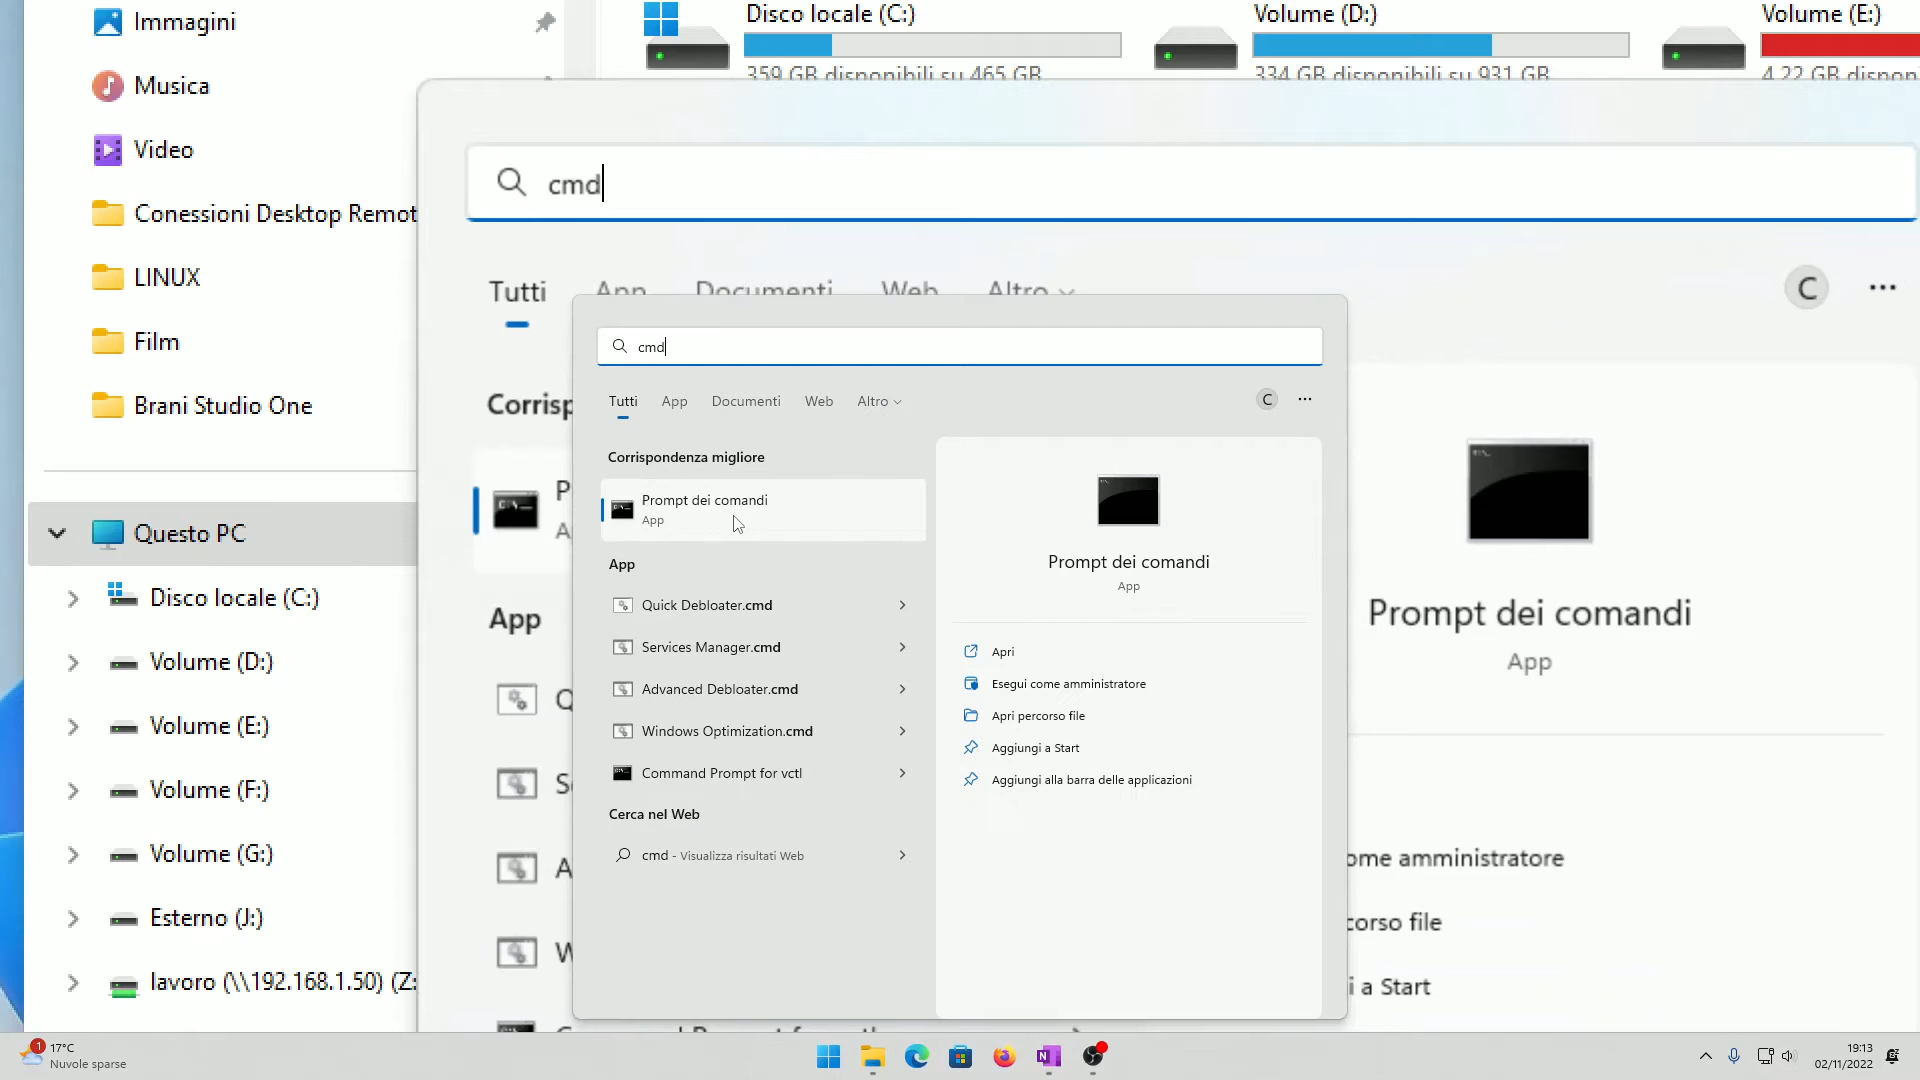 Immagini
Musica
Video
Conessioni Desktop Remot
LINUX
Film
Brani Studio One
Questo PC
Disco locale (C:)
Volume (D:)
Volume (E:)
Volume (F:)
Volume (G:)
Esterno (J:)
lavoro (\\192.168.1.50) (Z:
Disco locale (C:)
359 GB disponibili su 465 GB
Volume (D:)
334 GB disponibili su 931 GB
Volume (E:)
4,22 GB dispon
cmd
Tutti App Documenti Web Altro
C
Corrisp
P
A
App
Q
Se
A
W
Prompt dei comandi
App
ome amministratore
corso file
i a Start
cmd
Tutti App Documenti Web Altro
C
Corrispondenza migliore
Prompt dei comandi
App
App
Quick Debloater.cmd
Services Manager.cmd
Advanced Debloater.cmd
Windows Optimization.cmd
Command Prompt for vctl
Cerca nel Web
cmd - Visualizza risultati Web
Prompt dei comandi
App
Apri
Esegui come amministratore
Apri percorso file
Aggiungi a Start
Aggiungi alla barra delle applicazioni
1
17°C
Nuvole sparse
19:13
02/11/2022